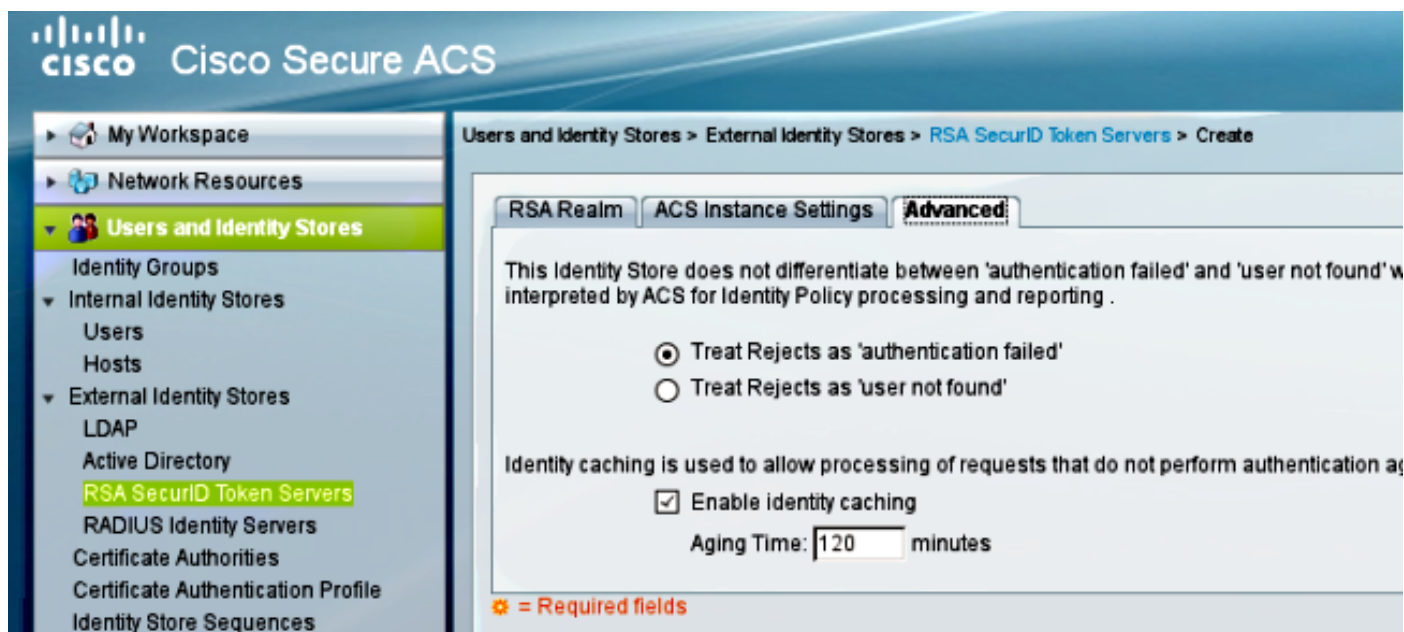 cisco Cisco Secure ACS
My Workspace
Network Resources
Users and Identity Stores
Identity Groups
Internal Identity Stores
Users
Hosts
External Identity Stores
LDAP
Active Directory
RSA SecurID Token Servers
RADIUS Identity Servers
Certificate Authorities
Certificate Authentication Profile
Identity Store Sequences
Users and Identity Stores > External Identity Stores > RSA SecurID Token Servers > Create
RSA Realm ACS Instance Settings Advanced
This Identity Store does not differentiate between 'authentication failed' and 'user not found' w
interpreted by ACS for Identity Policy processing and reporting .
Treat Rejects as 'authentication failed'
Treat Rejects as 'user not found'
Identity caching is used to allow processing of requests that do not perform authentication ag
Enable identity caching
Aging Time: 120 minutes
= Required fields